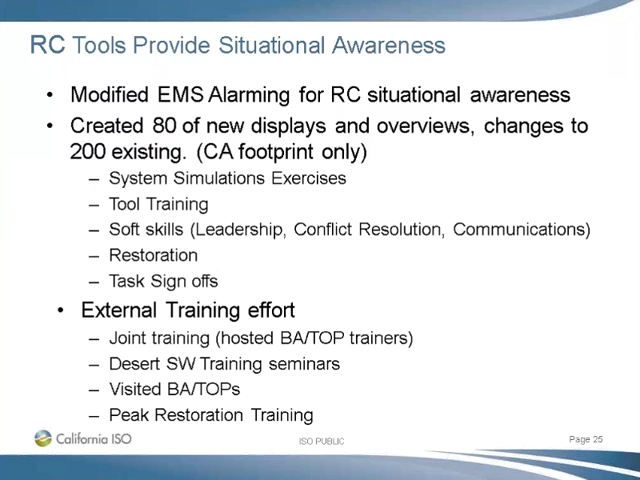 RC Tools Provide Situational Awareness
• Modified EMS Alarming for RC situational awareness
• Created 80 of new displays and overviews, changes to
200 existing. (CA footprint only)
– System Simulations Exercises
– Tool Training
– Soft skills (Leadership, Conflict Resolution, Communications)
– Restoration
– Task Sign offs
• External Training effort
– Joint training (hosted BA/TOP trainers)
– Desert SW Training seminars
– Visited BA/TOPs
– Peak Restoration Training
California ISO
ISO PUBLIC
Page 25